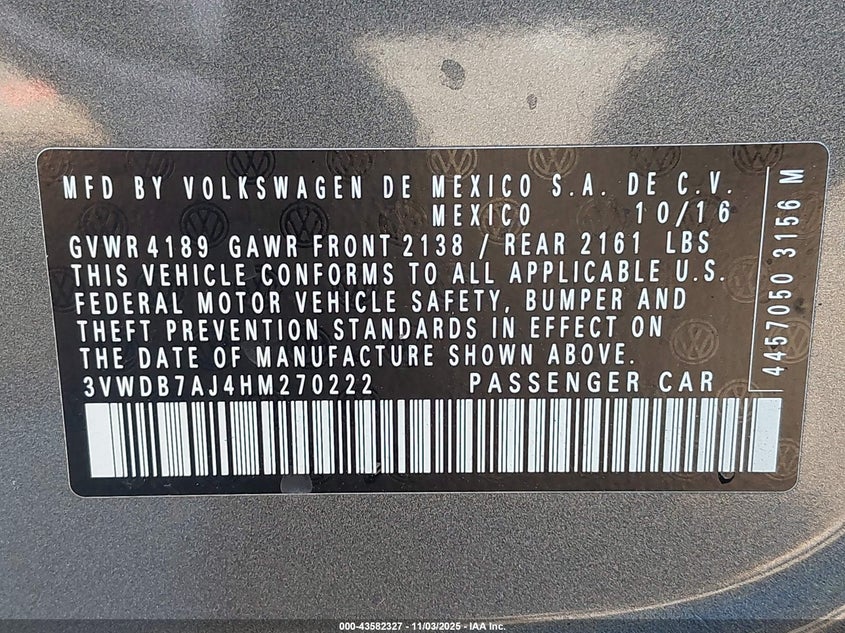 MFD BY VOLKSWAGEN DE MEXICO S.A. DE C.V.
MEXICO 10/16
GVWR 4189 GAWR FRONT 2138 / REAR 2161 LBS
THIS VEHICLE CONFORMS TO ALL APPLICABLE U.S.
FEDERAL MOTOR VEHICLE SAFETY, BUMPER AND
THEFT PREVENTION STANDARDS IN EFFECT ON
THE DATE OF MANUFACTURE SHOWN ABOVE.
3VWDB7AJ4HM270222 PASSENGER CAR
4457050 3156 M
000-43582327 - 11/03/2025 - IAA Inc.